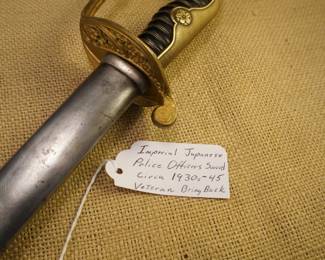 Imperial Japanese
Police Officers Sword
Circa 1930s-45
Veteran Bring Back